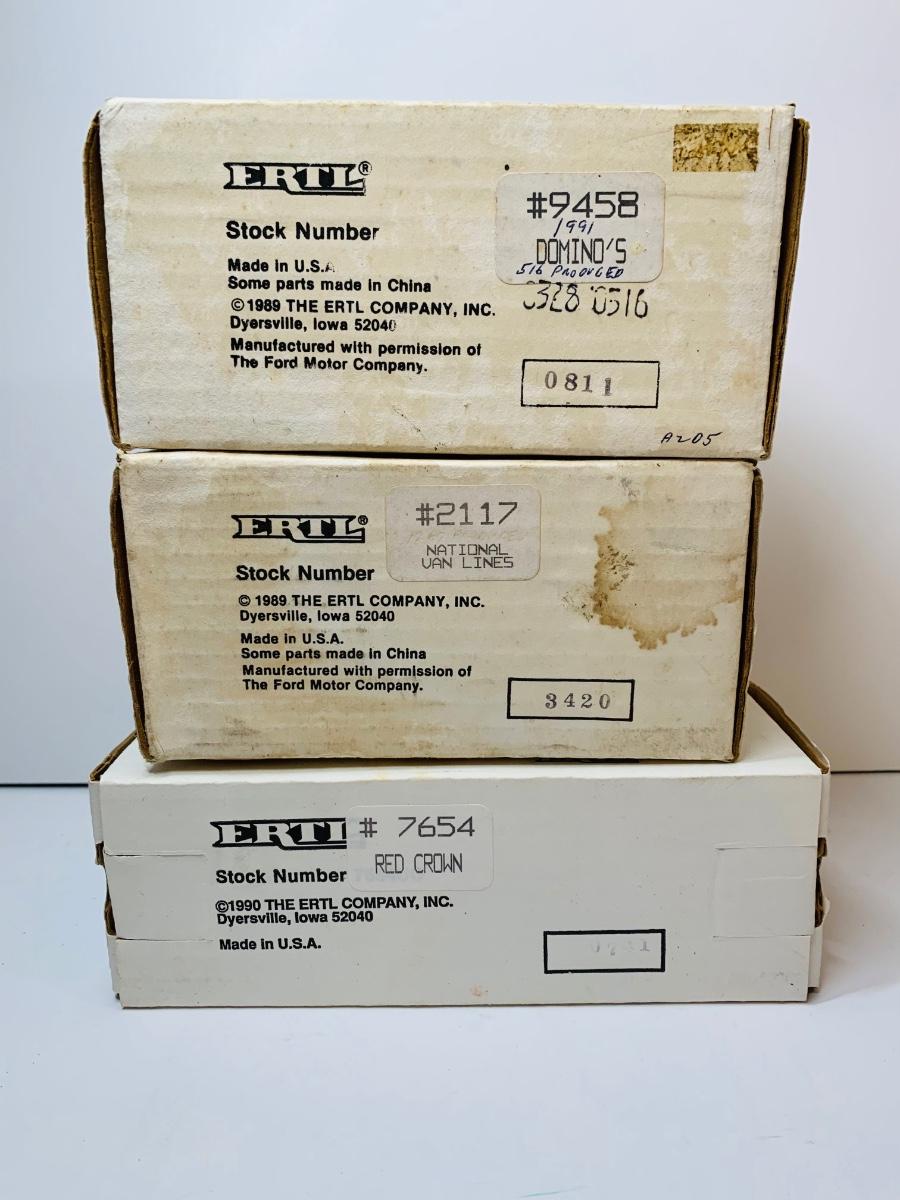 ERTL®
Stock Number
Made in U.S.A.
Some parts made in China
©1989 THE ERTL COMPANY, INC.
Dyersville, Iowa 52040
Manufactured with permission of
The Ford Motor Company.
#9458
1991
DOMINO'S
516 PRODUCED
0328 0516
0811
A205
ERTL®
Stock Number
© 1989 THE ERTL COMPANY, INC.
Dyersville, Iowa 52040
Made in U.S.A.
Some parts made in China
Manufactured with permission of
The Ford Motor Company.
#2117
NATIONAL
VAN LINES
3420
ERTL
Stock Number
©1990 THE ERTL COMPANY, INC.
Dyersville, Iowa 52040
Made in U.S.A.
# 7654
RED CROWN